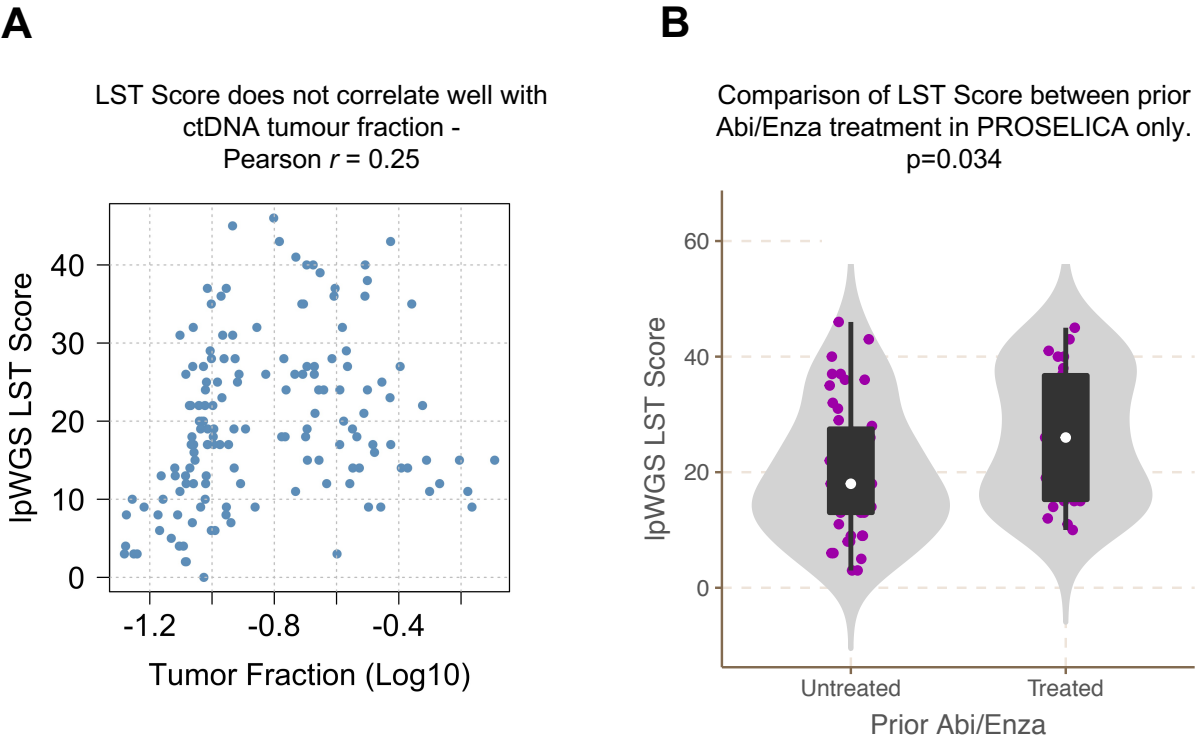 A
LST Score does not correlate well with
ctDNA tumour fraction -
Pearson r = 0.25
lpWGS LST Score
40
30
20
10
0
-1.2
-0.8
-0.4
Tumor Fraction (Log10)
B
Comparison of LST Score between prior
Abi/Enza treatment in PROSELICA only.
p=0.034
lpWGS LST Score
60
40
20
0
Untreated
Treated
Prior Abi/Enza